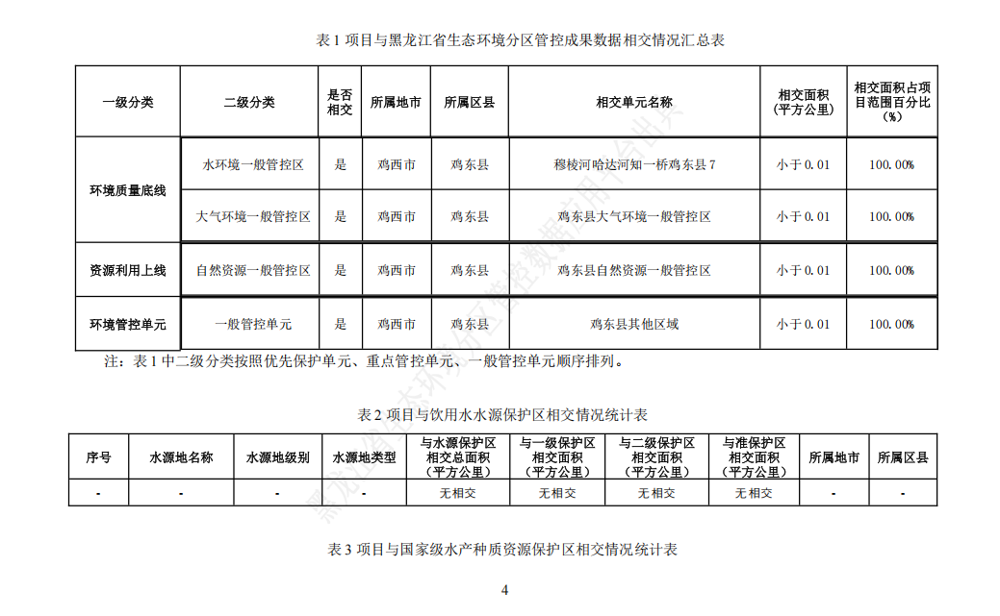 表1 项目与黑龙江省生态环境分区管控成果数据相交情况汇总表
一级分类 二级分类 是否相交 所属地市 所属区县 相交单元名称 相交面积(平方公里) 相交面积占项目范围百分比(%)
环境质量底线 水环境一般管控区 是 鸡西市 鸡东县 穆棱河哈达河知一桥鸡东县7 小于0.01 100.00%
大气环境一般管控区 是 鸡西市 鸡东县 鸡东县大气环境一般管控区 小于0.01 100.00%
资源利用上线 自然资源一般管控区 是 鸡西市 鸡东县 鸡东县自然资源一般管控区 小于0.01 100.00%
环境管控单元 一般管控单元 是 鸡西市 鸡东县 鸡东县其他区域 小于0.01 100.00%
注：表1中二级分类按照优先保护单元、重点管控单元、一般管控单元顺序排列。
表2 项目与饮用水水源保护区相交情况统计表
序号 水源地名称 水源地级别 水源地类型 与水源保护区相交总面积（平方公里） 与一级保护区相交面积（平方公里） 与二级保护区相交面积（平方公里） 与准保护区相交面积（平方公里） 所属地市 所属区县
- - - - 无相交 无相交 无相交 无相交 - -
表3 项目与国家级水产种质资源保护区相交情况统计表
4
黑龙江省生态环境分区管控数据应用平台出具